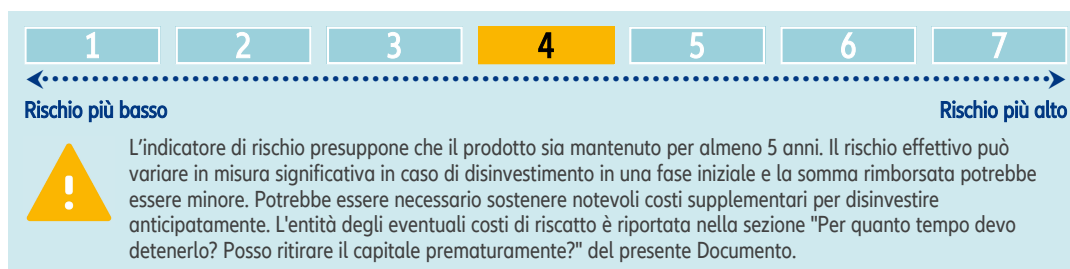 1 2 3 4 5 6 7
Rischio più basso Rischio più alto
L'indicatore di rischio presuppone che il prodotto sia mantenuto per almeno 5 anni. Il rischio effettivo può
variare in misura significativa in caso di disinvestimento in una fase iniziale e la somma rimborsata potrebbe
essere minore. Potrebbe essere necessario sostenere notevoli costi supplementari per disinvestire
anticipatamente. L'entità degli eventuali costi di riscatto è riportata nella sezione "Per quanto tempo devo
detenerlo? Posso ritirare il capitale prematuramente?" del presente Documento.